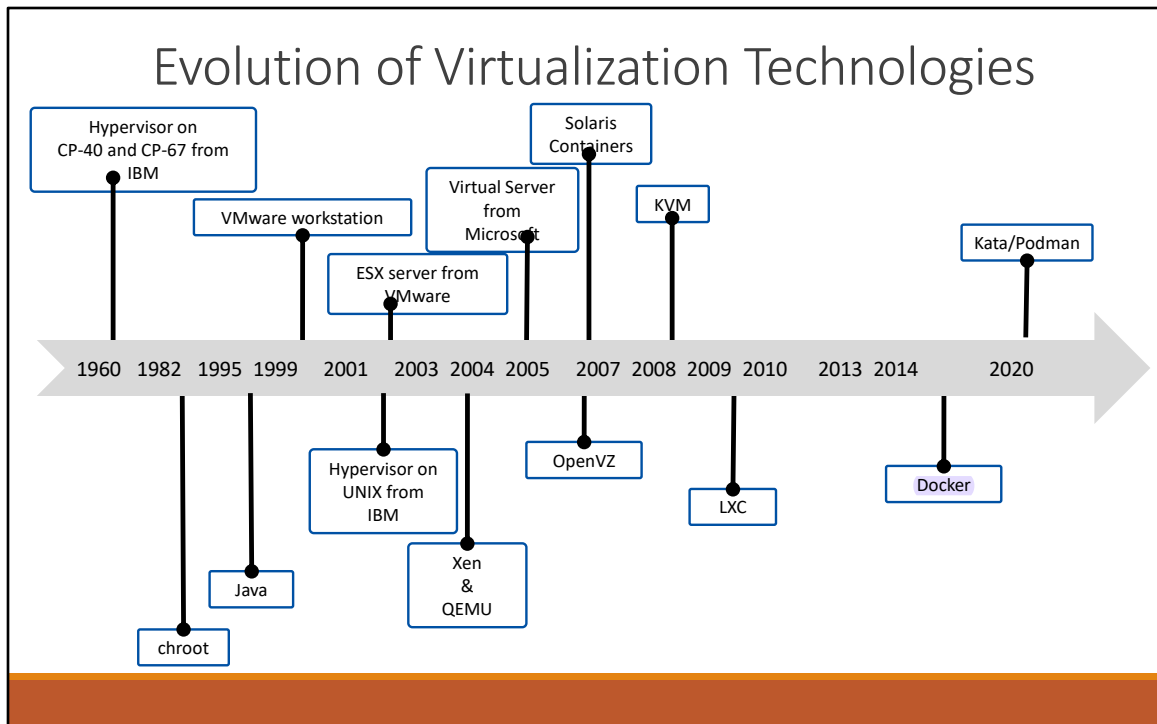 Evolution of Virtualization Technologies
Hypervisor on
CP-40 and CP-67 from
IBM
Solaris
Containers
Virtual Server
from
Microsoft
KVM
VMware workstation
Kata/Podman
ESX server from
VMware
1960 1982 1995 1999 2001 2003 2004 2005 2007 2008 2009 2010 2013 2014 2020
OpenVZ
Hypervisor on
UNIX from
IBM
Docker
LXC
Xen
&
QEMU
Java
chroot